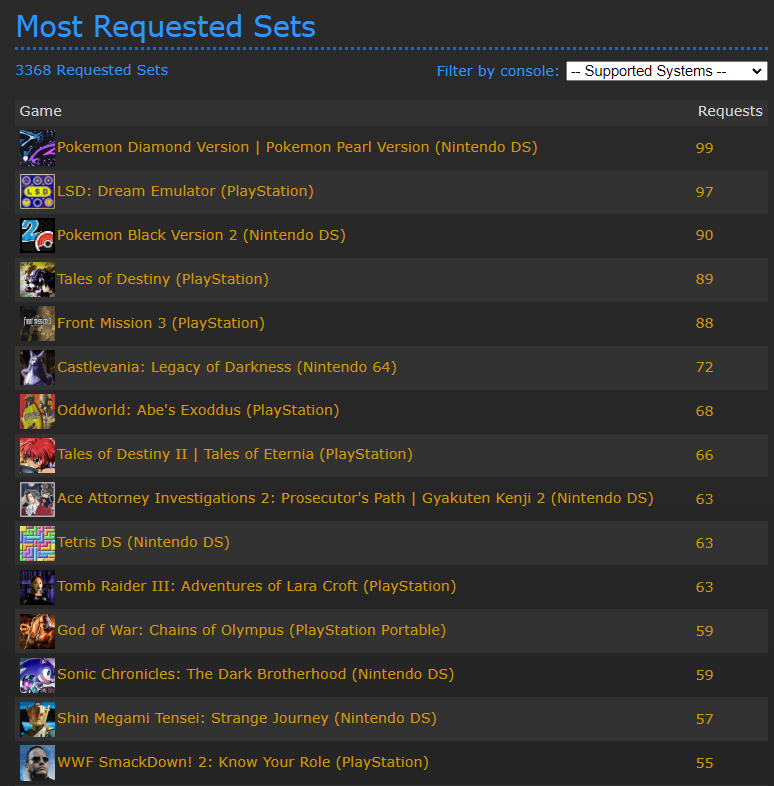 Most Requested Sets
3368 Requested Sets
Filter by console: -- Supported Systems --
Game Requests
Pokemon Diamond Version | Pokemon Pearl Version (Nintendo DS) 99
LSD
LSD: Dream Emulator (PlayStation) 97
2
Pokemon Black Version 2 (Nintendo DS) 90
Tales of Destiny (PlayStation) 89
front mission 3
Front Mission 3 (PlayStation) 88
Castlevania: Legacy of Darkness (Nintendo 64) 72
Oddworld: Abe's Exoddus (PlayStation) 68
Tales of Destiny II | Tales of Eternia (PlayStation) 66
Ace Attorney Investigations 2: Prosecutor's Path | Gyakuten Kenji 2 (Nintendo DS) 63
Tetris DS (Nintendo DS) 63
Tomb Raider III: Adventures of Lara Croft (PlayStation) 63
God of War: Chains of Olympus (PlayStation Portable) 59
Sonic Chronicles: The Dark Brotherhood (Nintendo DS) 59
Shin Megami Tensei: Strange Journey (Nintendo DS) 57
WWF SmackDown! 2: Know Your Role (PlayStation) 55